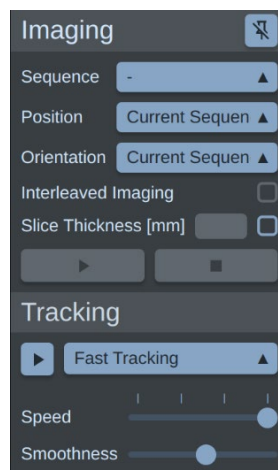 Imaging
Sequence -
Position Current Sequen
Orientation Current Sequen
Interleaved Imaging
Slice Thickness [mm]
Tracking
Fast Tracking
Speed
Smoothness